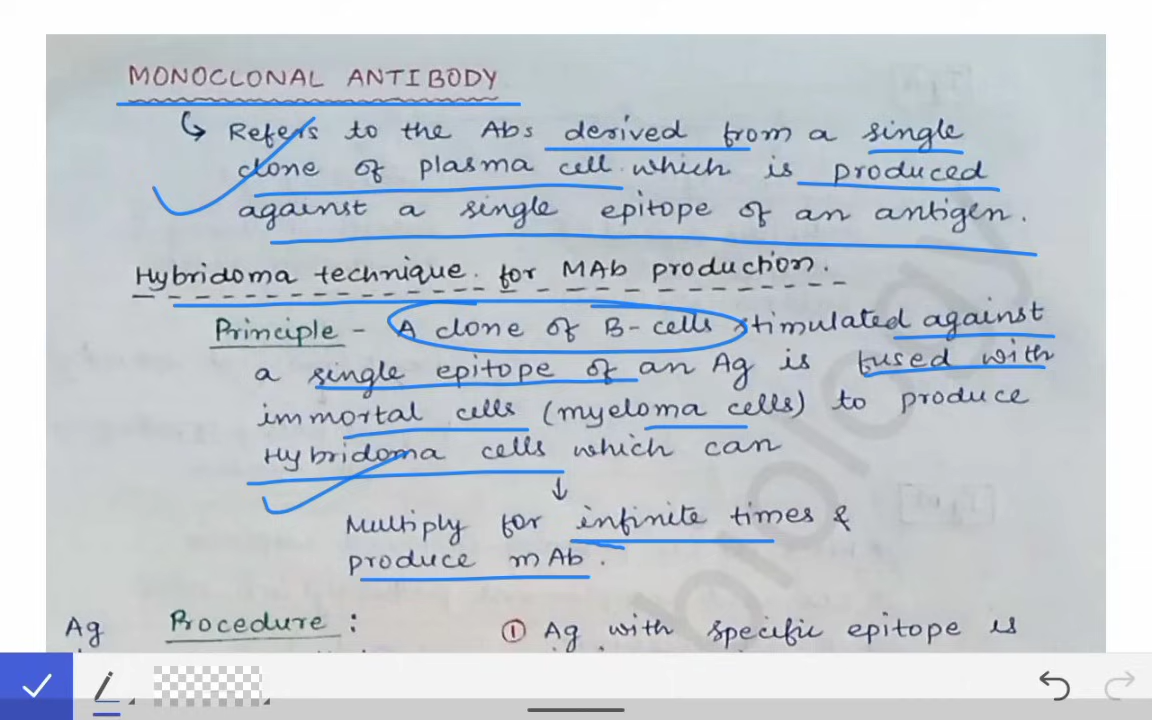 MONOCLONAL ANTIBODY
↳ Refers to the Abs derived from a single
clone of plasma cell which is produced
against a single epitope of an antigen.
Hybridoma technique for MAb production.
Principle - A clone of B-cells stimulated against
a single epitope of an Ag is fused with
immortal cells (myeloma cells) to produce
Hybridoma cells which can
↓
Multiply for infinite times &
produce mAb.
Ag Procedure : ① Ag with specific epitope is
biology